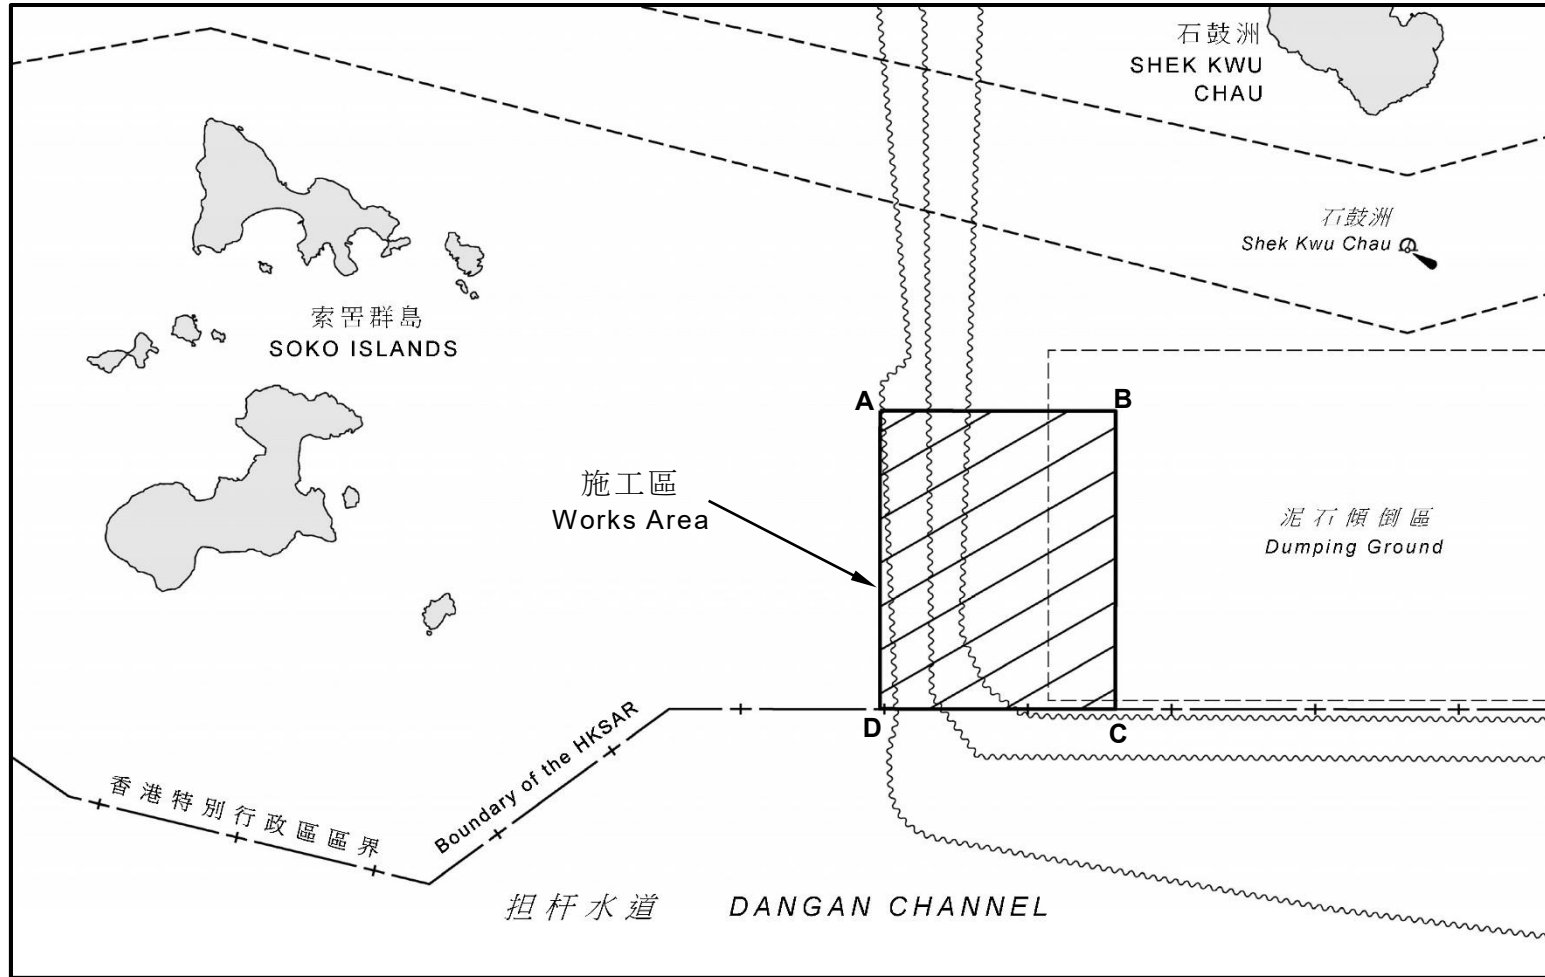 石鼓洲
SHEK KWU
CHAU
石鼓洲
Shek Kwu Chau
索罟群島
SOKO ISLANDS
A
B
施工區
Works Area
泥石傾倒區
Dumping Ground
D
C
香港特別行政區區界
Boundary of the HKSAR
担杆水道 DANGAN CHANNEL